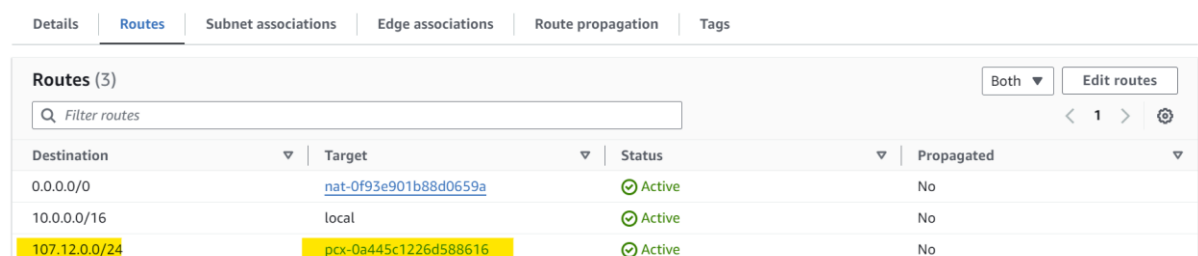 Details Routes Subnet associations Edge associations Route propagation Tags
Routes (3) Both Edit routes
Filter routes 1
Destination Target Status Propagated
0.0.0.0/0 nat-0f93e901b88d0659a Active No
10.0.0.0/16 local Active No
107.12.0.0/24 pcx-0a445c1226d588616 Active No